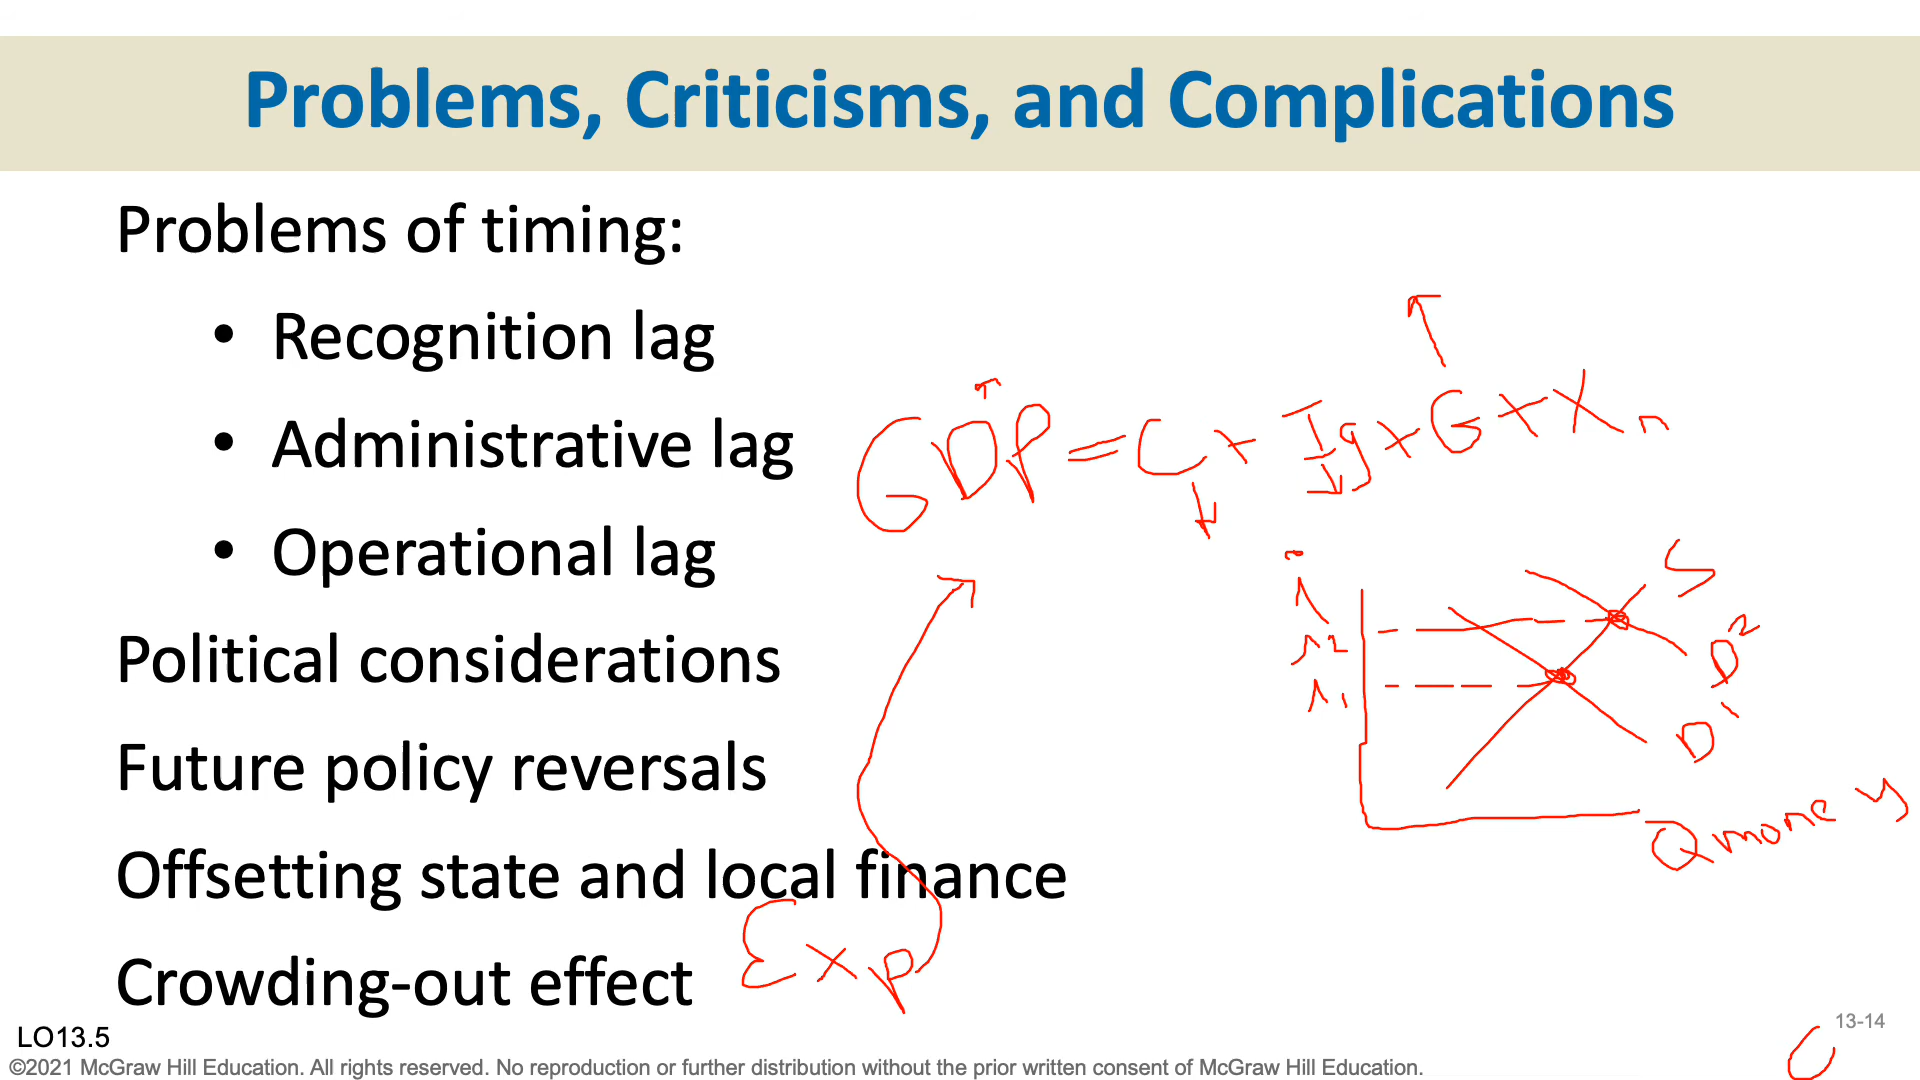 Problems, Criticisms, and Complications
Problems of timing:
• Recognition lag
• Administrative lag
• Operational lag
Political considerations
Future policy reversals
Offsetting state and local finance
Crowding-out effect
Exp
GDP = C + Ig + G + Xn
S
D2
D1
Q money
LO13.5
13-14
©2021 McGraw Hill Education. All rights reserved. No reproduction or further distribution without the prior written consent of McGraw Hill Education.